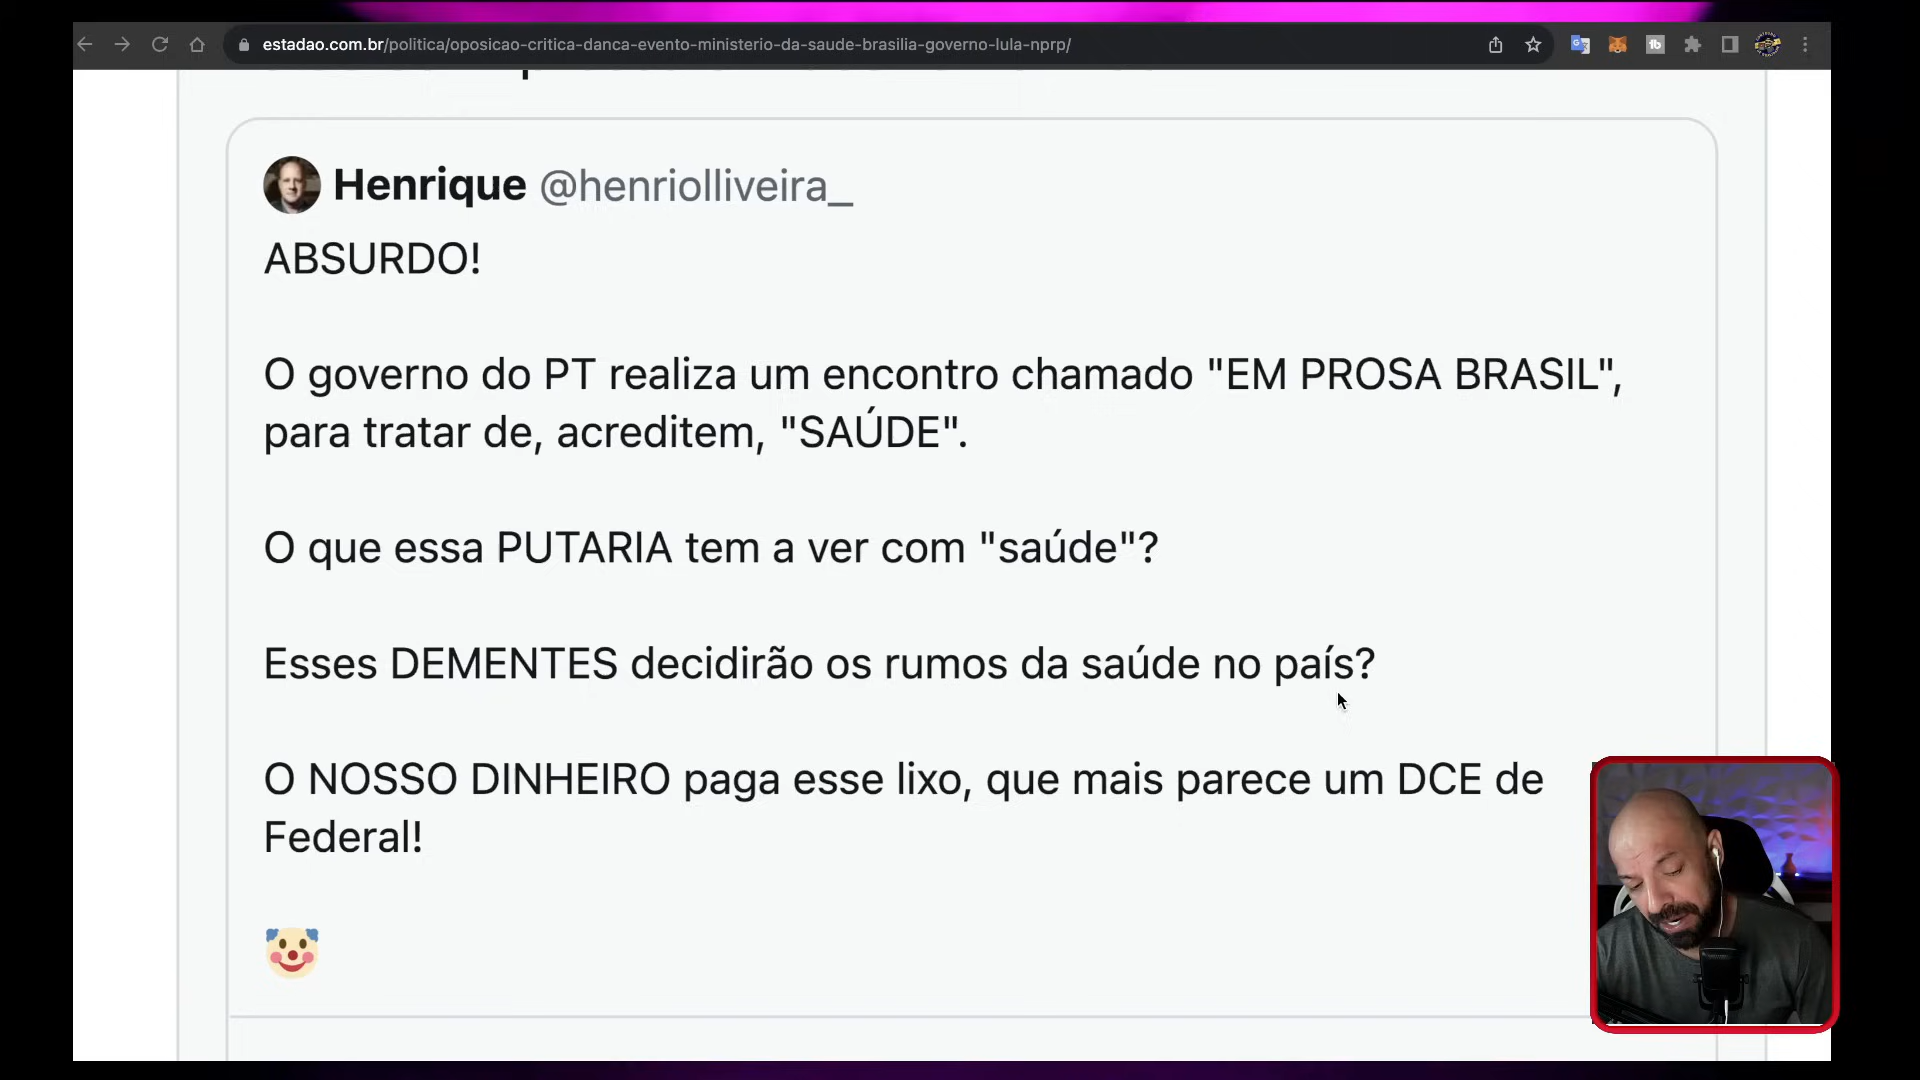 estadao.com.br/politica/oposicao-critica-danca-evento-ministerio-da-saude-brasilia-governo-lula-nprp/
Henrique @henriolliveira_
ABSURDO!
O governo do PT realiza um encontro chamado "EM PROSA BRASIL",
para tratar de, acreditem, "SAÚDE".
O que essa PUTARIA tem a ver com "saúde"?
Esses DEMENTES decidirão os rumos da saúde no país?
O NOSSO DINHEIRO paga esse lixo, que mais parece um DCE de
Federal!